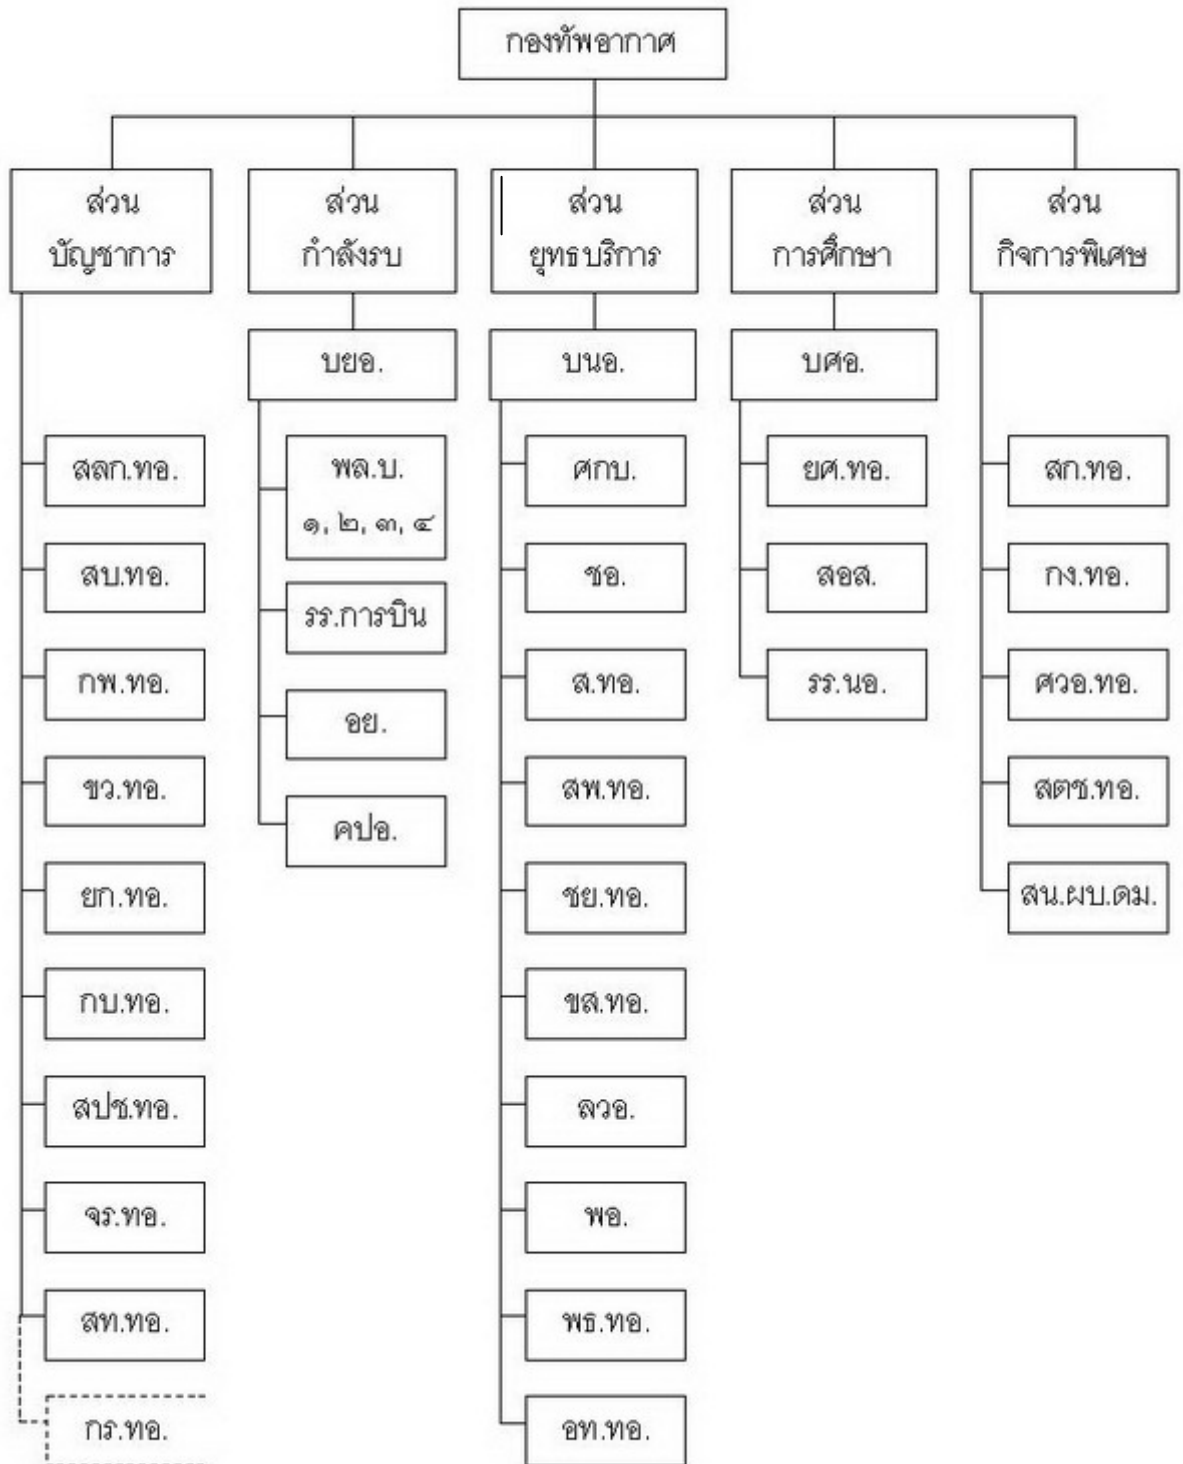 กองทัพอากาศ
ส่วน
บัญชาการ
ส่วน
กำลังรบ
ส่วน
ยุทธบริการ
ส่วน
การศึกษา
ส่วน
กิจการพิเศษ
สลก.ทอ.
สบ.ทอ.
กพ.ทอ.
ขว.ทอ.
ยก.ทอ.
กบ.ทอ.
สปช.ทอ.
จร.ทอ.
สท.ทอ.
กร.ทอ.
บยอ.
พล.บ.
๑, ๒, ๓, ๔
รร.การบิน
อย.
คปอ.
บนอ.
ศกบ.
ชอ.
ส.ทอ.
สพ.ทอ.
ชย.ทอ.
ขส.ทอ.
ลวอ.
พอ.
พธ.ทอ.
อท.ทอ.
บศอ.
ยศ.ทอ.
สอส.
รร.นอ.
สก.ทอ.
กง.ทอ.
ศวอ.ทอ.
สตช.ทอ.
สน.ผบ.ดม.